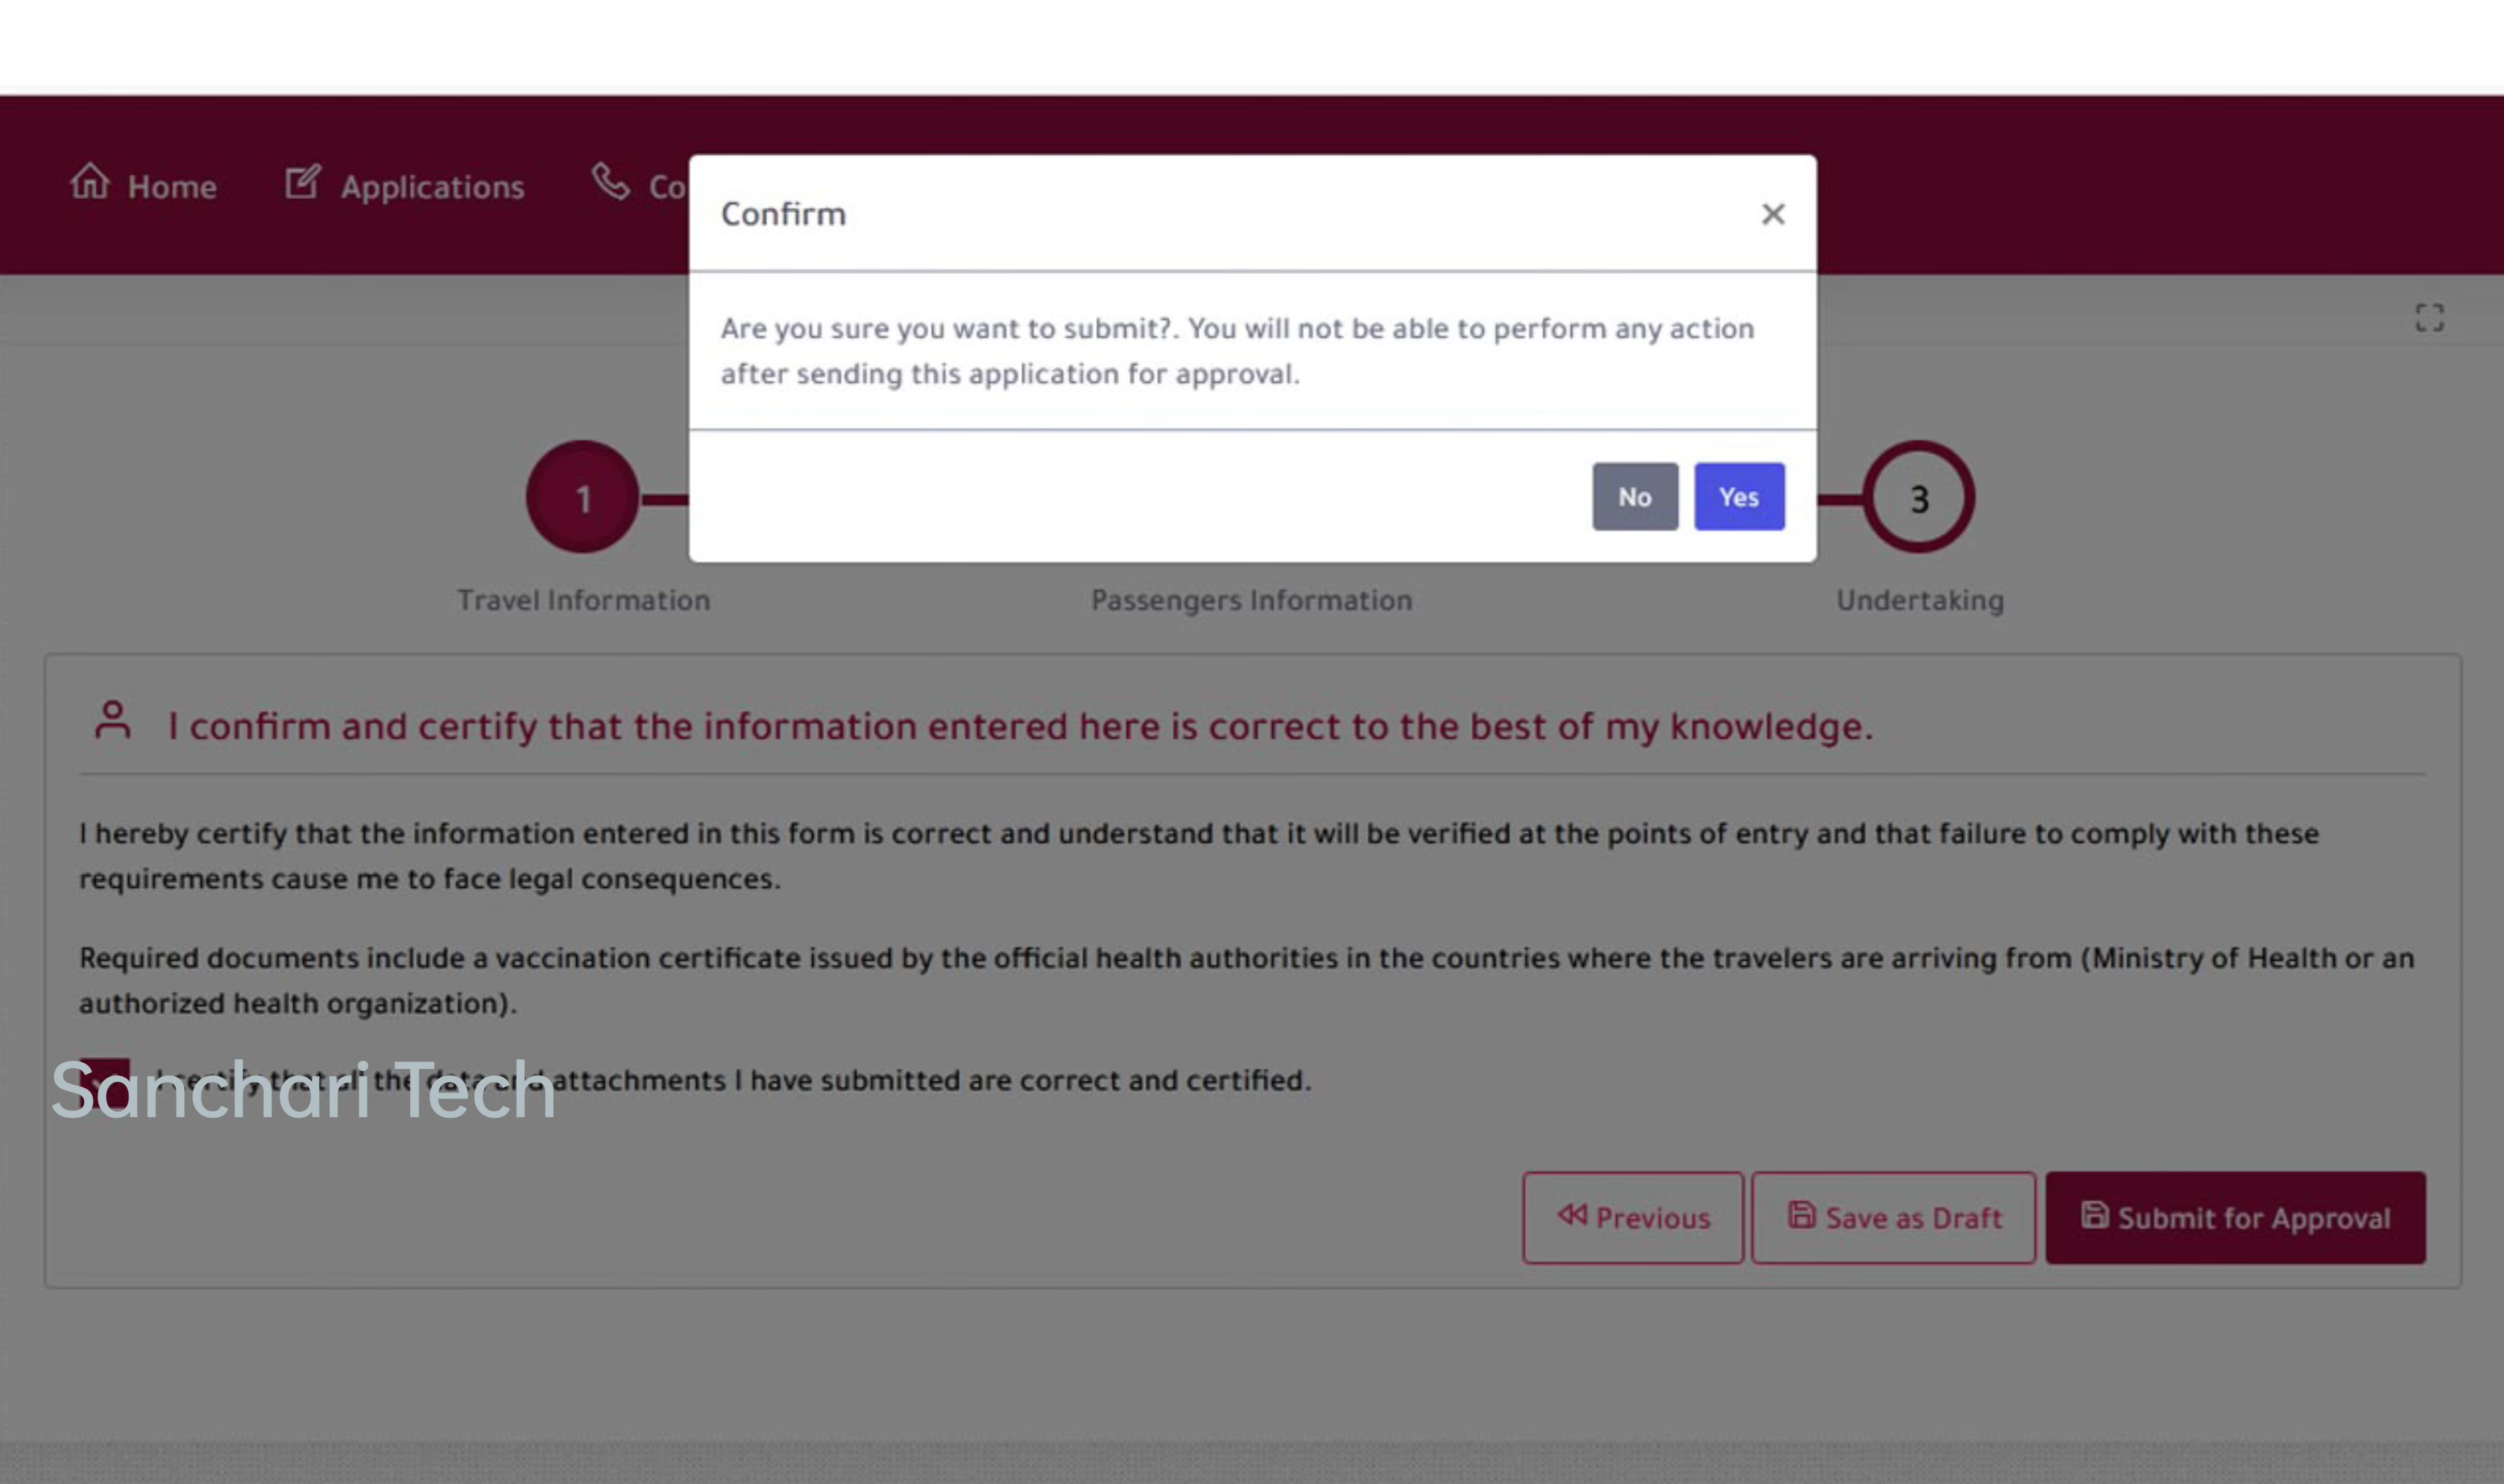 Home
Applications
Co
Confirm
Are you sure you want to submit?. You will not be able to perform any action
after sending this application for approval.
No
Yes
1
3
Travel Information
Passengers Information
Undertaking
I confirm and certify that the information entered here is correct to the best of my knowledge.
I hereby certify that the information entered in this form is correct and understand that it will be verified at the points of entry and that failure to comply with these
requirements cause me to face legal consequences.
Required documents include a vaccination certificate issued by the official health authorities in the countries where the travelers are arriving from (Ministry of Health or an
authorized health organization).
I certify that all the data and attachments I have submitted are correct and certified.
Sanchari Tech
Previous
Save as Draft
Submit for Approval